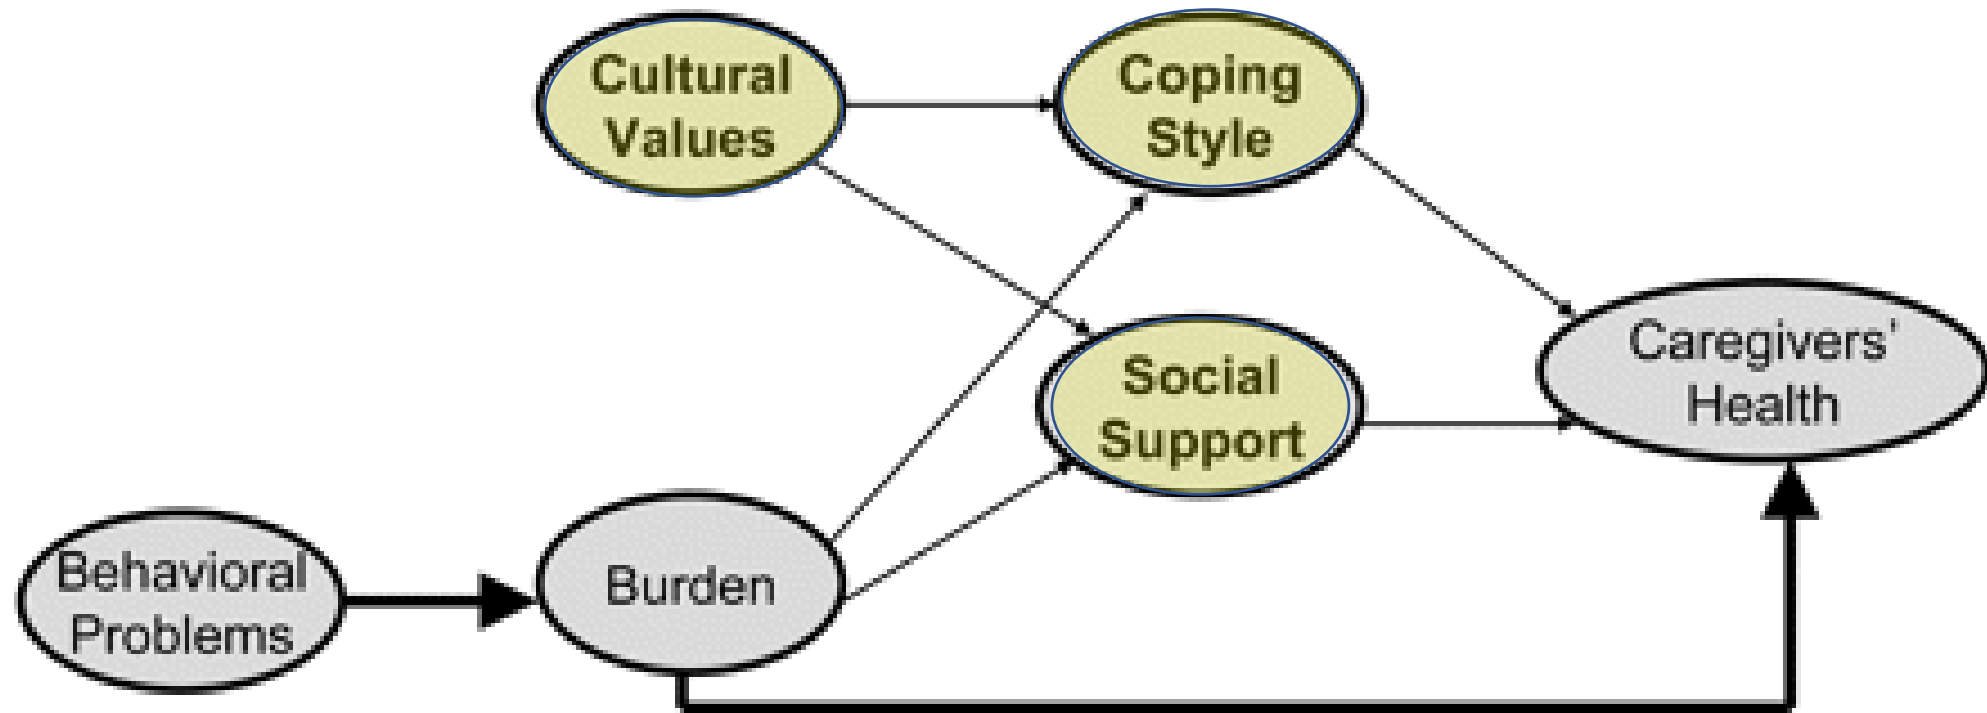 Cultural
Values
Coping
Style
Social
Support
Caregivers'
Health
Behavioral
Problems
Burden